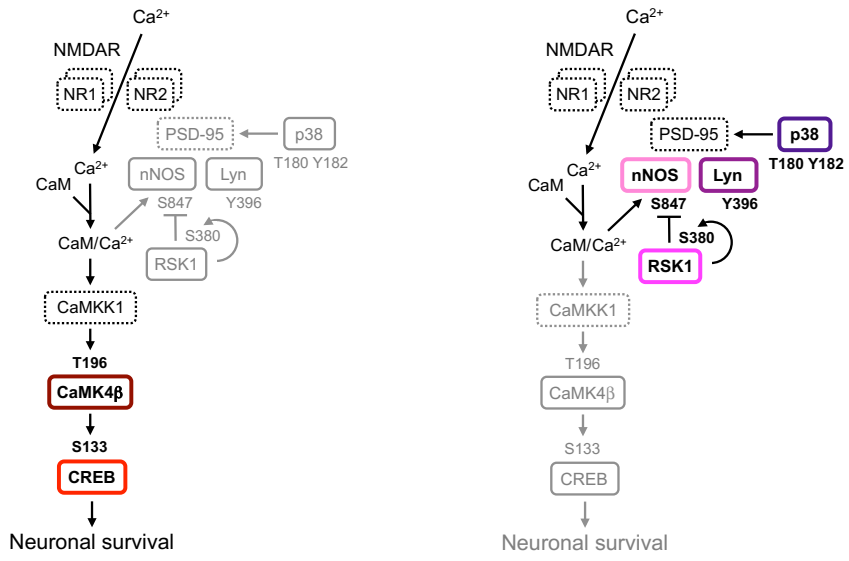 Ca²⁺
NMDAR
NR1
NR2
PSD-95
p38
T180 Y182
Ca²⁺
CaM
nNOS
Lyn
S847
Y396
S380
CaM/Ca²⁺
RSK1
CaMKK1
T196
CaMK4β
S133
CREB
Neuronal survival
Ca²⁺
NMDAR
NR1
NR2
PSD-95
p38
T180 Y182
Ca²⁺
CaM
nNOS
Lyn
S847
Y396
S380
CaM/Ca²⁺
RSK1
CaMKK1
T196
CaMK4β
S133
CREB
Neuronal survival